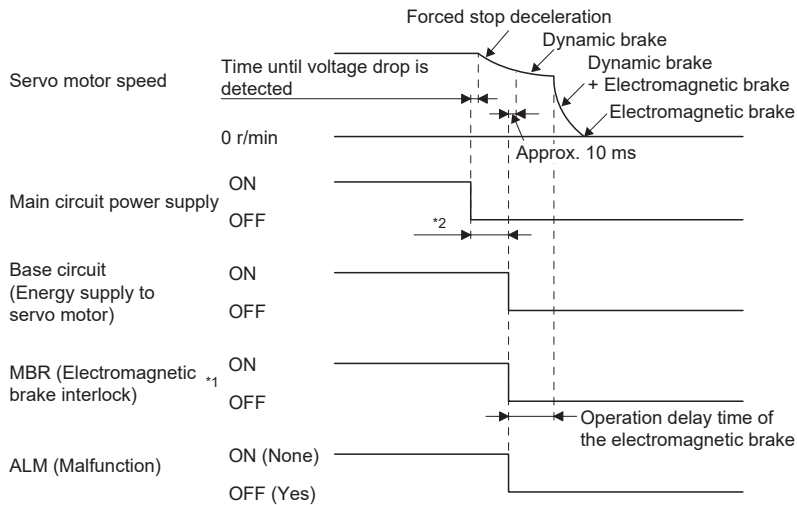 Forced stop deceleration
Dynamic brake
Dynamic brake
+ Electromagnetic brake
Servo motor speed
Time until voltage drop is
detected
Electromagnetic brake
0 r/min
Approx. 10 ms
Main circuit power supply
ON
OFF
*2
Base circuit
(Energy supply to
servo motor)
ON
OFF
MBR (Electromagnetic
brake interlock)
*1
ON
OFF
Operation delay time of
the electromagnetic brake
ALM (Malfunction)
ON (None)
OFF (Yes)